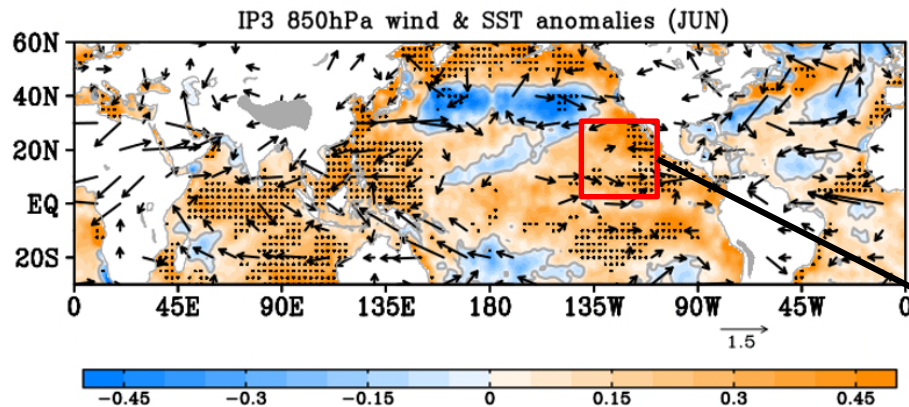 IP3 850hPa wind & SST anomalies (JUN)
60N
40N
20N
EQ
20S
0 45E 90E 135E 180 135W 90W 45W 0
1.5
−0.45 −0.3 −0.15 0 0.15 0.3 0.45